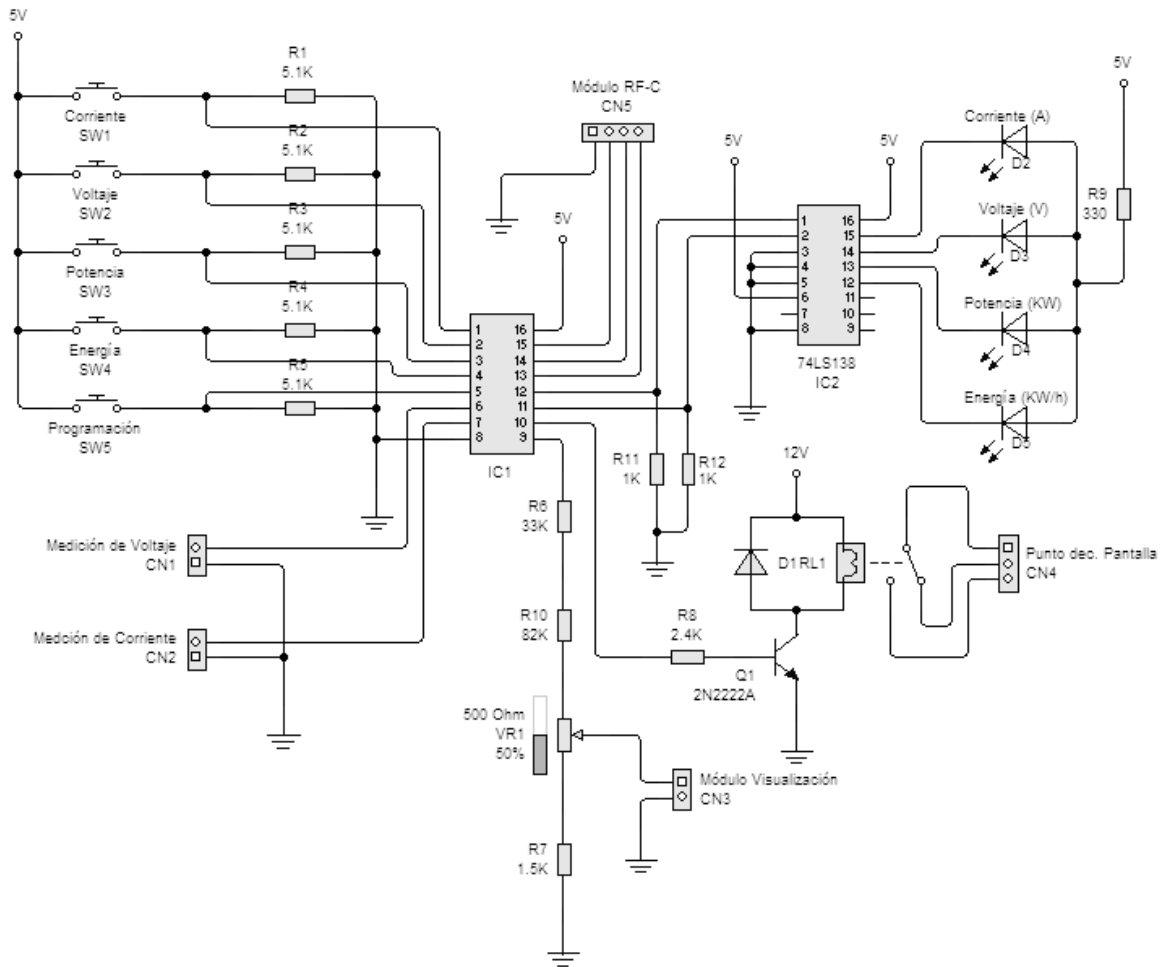 5V
R1
5.1K
Corriente
SW1
R2
5.1K
Voltaje
SW2
R3
5.1K
Potencia
SW3
R4
5.1K
Energía
SW4
R5
5.1K
Programación
SW5
Módulo RF-C
CN5
5V
1 16
2 15
3 14
4 13
5 12
6 11
7 10
8 9
IC1
5V
5V
1 16
2 15
3 14
4 13
5 12
6 11
7 10
8 9
74LS138
IC2
Corriente (A)
D2
Voltaje (V)
D3
Potencia (KW)
D4
Energía (KW/h)
D5
5V
R9
330
R11
1K
R12
1K
Medición de Voltaje
CN1
Medción de Corriente
CN2
R6
33K
R10
82K
500 Ohm
VR1
50%
R7
1.5K
Módulo Visualización
CN3
R8
2.4K
Q1
2N2222A
12V
D1RL1
Punto dec. Pantalla
CN4